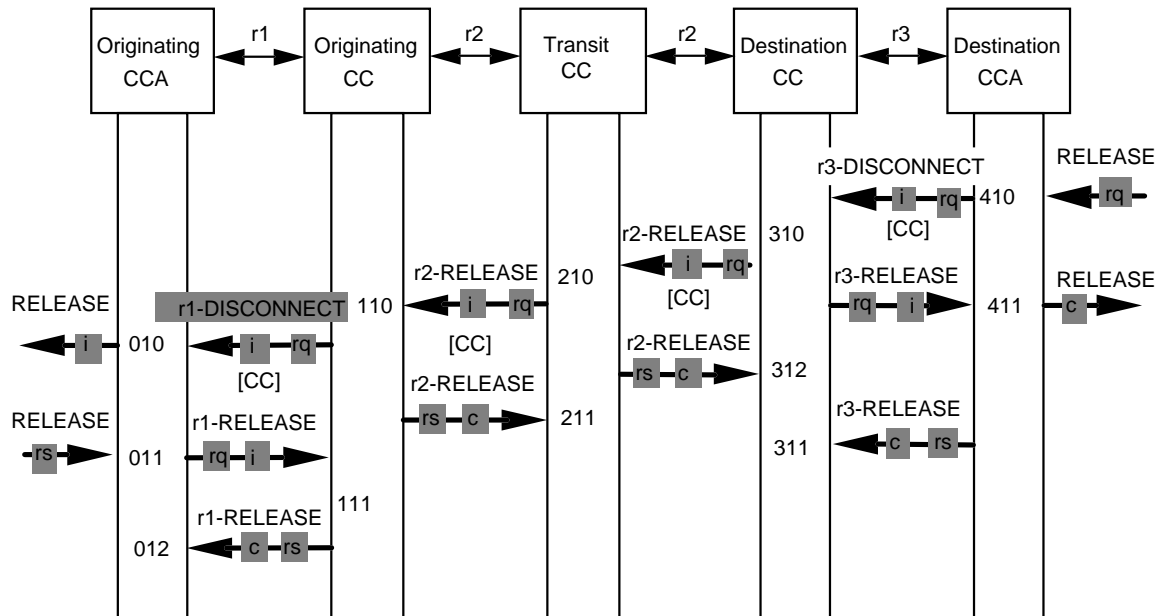 Originating
CCA
r1
Originating
CC
r2
Transit
CC
r2
Destination
CC
r3
Destination
CCA
r3-DISCONNECT
RELEASE
i
rq
410
rq
[CC]
r2-RELEASE
310
i
rq
[CC]
r2-RELEASE
210
r3-RELEASE
RELEASE
i
rq
rq
i
411
c
RELEASE
r1-DISCONNECT
110
[CC]
r2-RELEASE
i
010
i
rq
[CC]
rs
c
312
r2-RELEASE
rs
c
211
r3-RELEASE
RELEASE
r1-RELEASE
311
c
rs
rs
011
rq
i
111
r1-RELEASE
012
c
rs